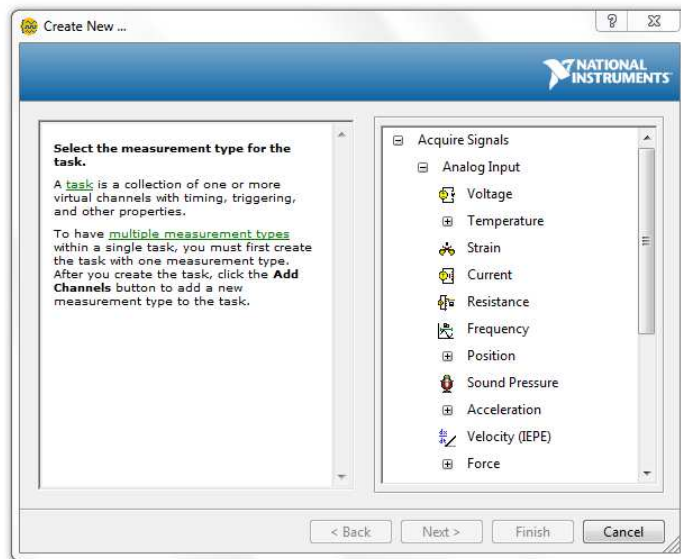 Create New ...
NATIONAL
INSTRUMENTS
Select the measurement type for the
task.
A task is a collection of one or more
virtual channels with timing, triggering,
and other properties.
To have multiple measurement types
within a single task, you must first create
the task with one measurement type.
After you create the task, click the Add
Channels button to add a new
measurement type to the task.
Acquire Signals
Analog Input
Voltage
Temperature
Strain
Current
Resistance
Frequency
Position
Sound Pressure
Acceleration
Velocity (IEPE)
Force
< Back
Next >
Finish
Cancel